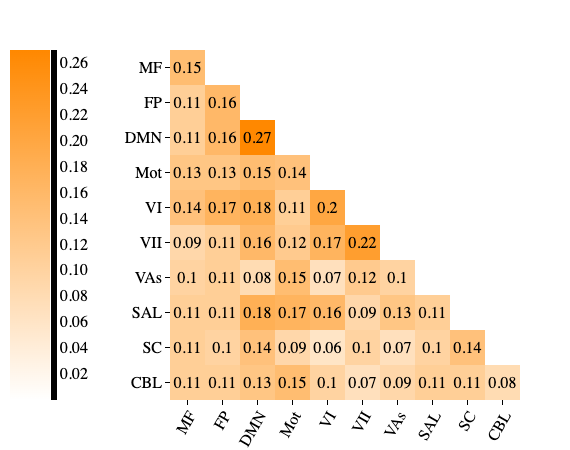 0.26
0.24
0.22
0.20
0.18
0.16
0.14
0.12
0.10
0.08
0.06
0.04
0.02
MF 0.15
FP 0.11 0.16
DMN 0.11 0.16 0.27
Mot 0.13 0.13 0.15 0.14
VI 0.14 0.17 0.18 0.11 0.2
VII 0.09 0.11 0.16 0.12 0.17 0.22
VAs 0.1 0.11 0.08 0.15 0.07 0.12 0.1
SAL 0.11 0.11 0.18 0.17 0.16 0.09 0.13 0.11
SC 0.11 0.1 0.14 0.09 0.06 0.1 0.07 0.1 0.14
CBL 0.11 0.11 0.13 0.15 0.1 0.07 0.09 0.11 0.11 0.08
MF FP DMN Mot VI VII VAs SAL SC CBL